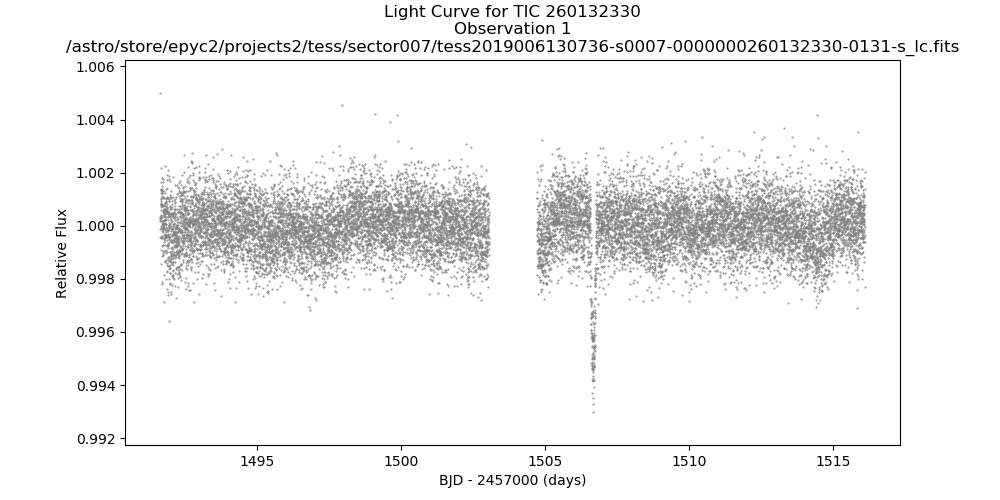 Light Curve for TIC 260132330
Observation 1
/astro/store/epyc2/projects2/tess/sector007/tess2019006130736-s0007-0000000260132330-0131-s_lc.fits
1.006
1.004
1.002
1.000
0.998
0.996
0.994
0.992
Relative Flux
1495
1500
1505
1510
1515
BJD - 2457000 (days)